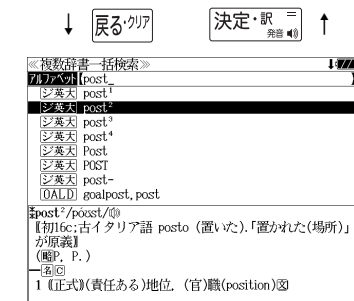 ↓ 戻る・クリア 決定・訳 = 発音 ↑
≪複数辞書一括検索≫
アルファベット【post_ 】
ジ英大 post¹
ジ英大 post²
ジ英大 post³
ジ英大 post⁴
ジ英大 Post
ジ英大 POST
ジ英大 post-
OALD goalpost, post
post²/póust/
〖初16c;古イタリア語 posto (置いた).「置かれた(場所)」
が原義〗
(略P, P.)
━名C
1 ((正式))(責任ある)地位, (官)職(position)